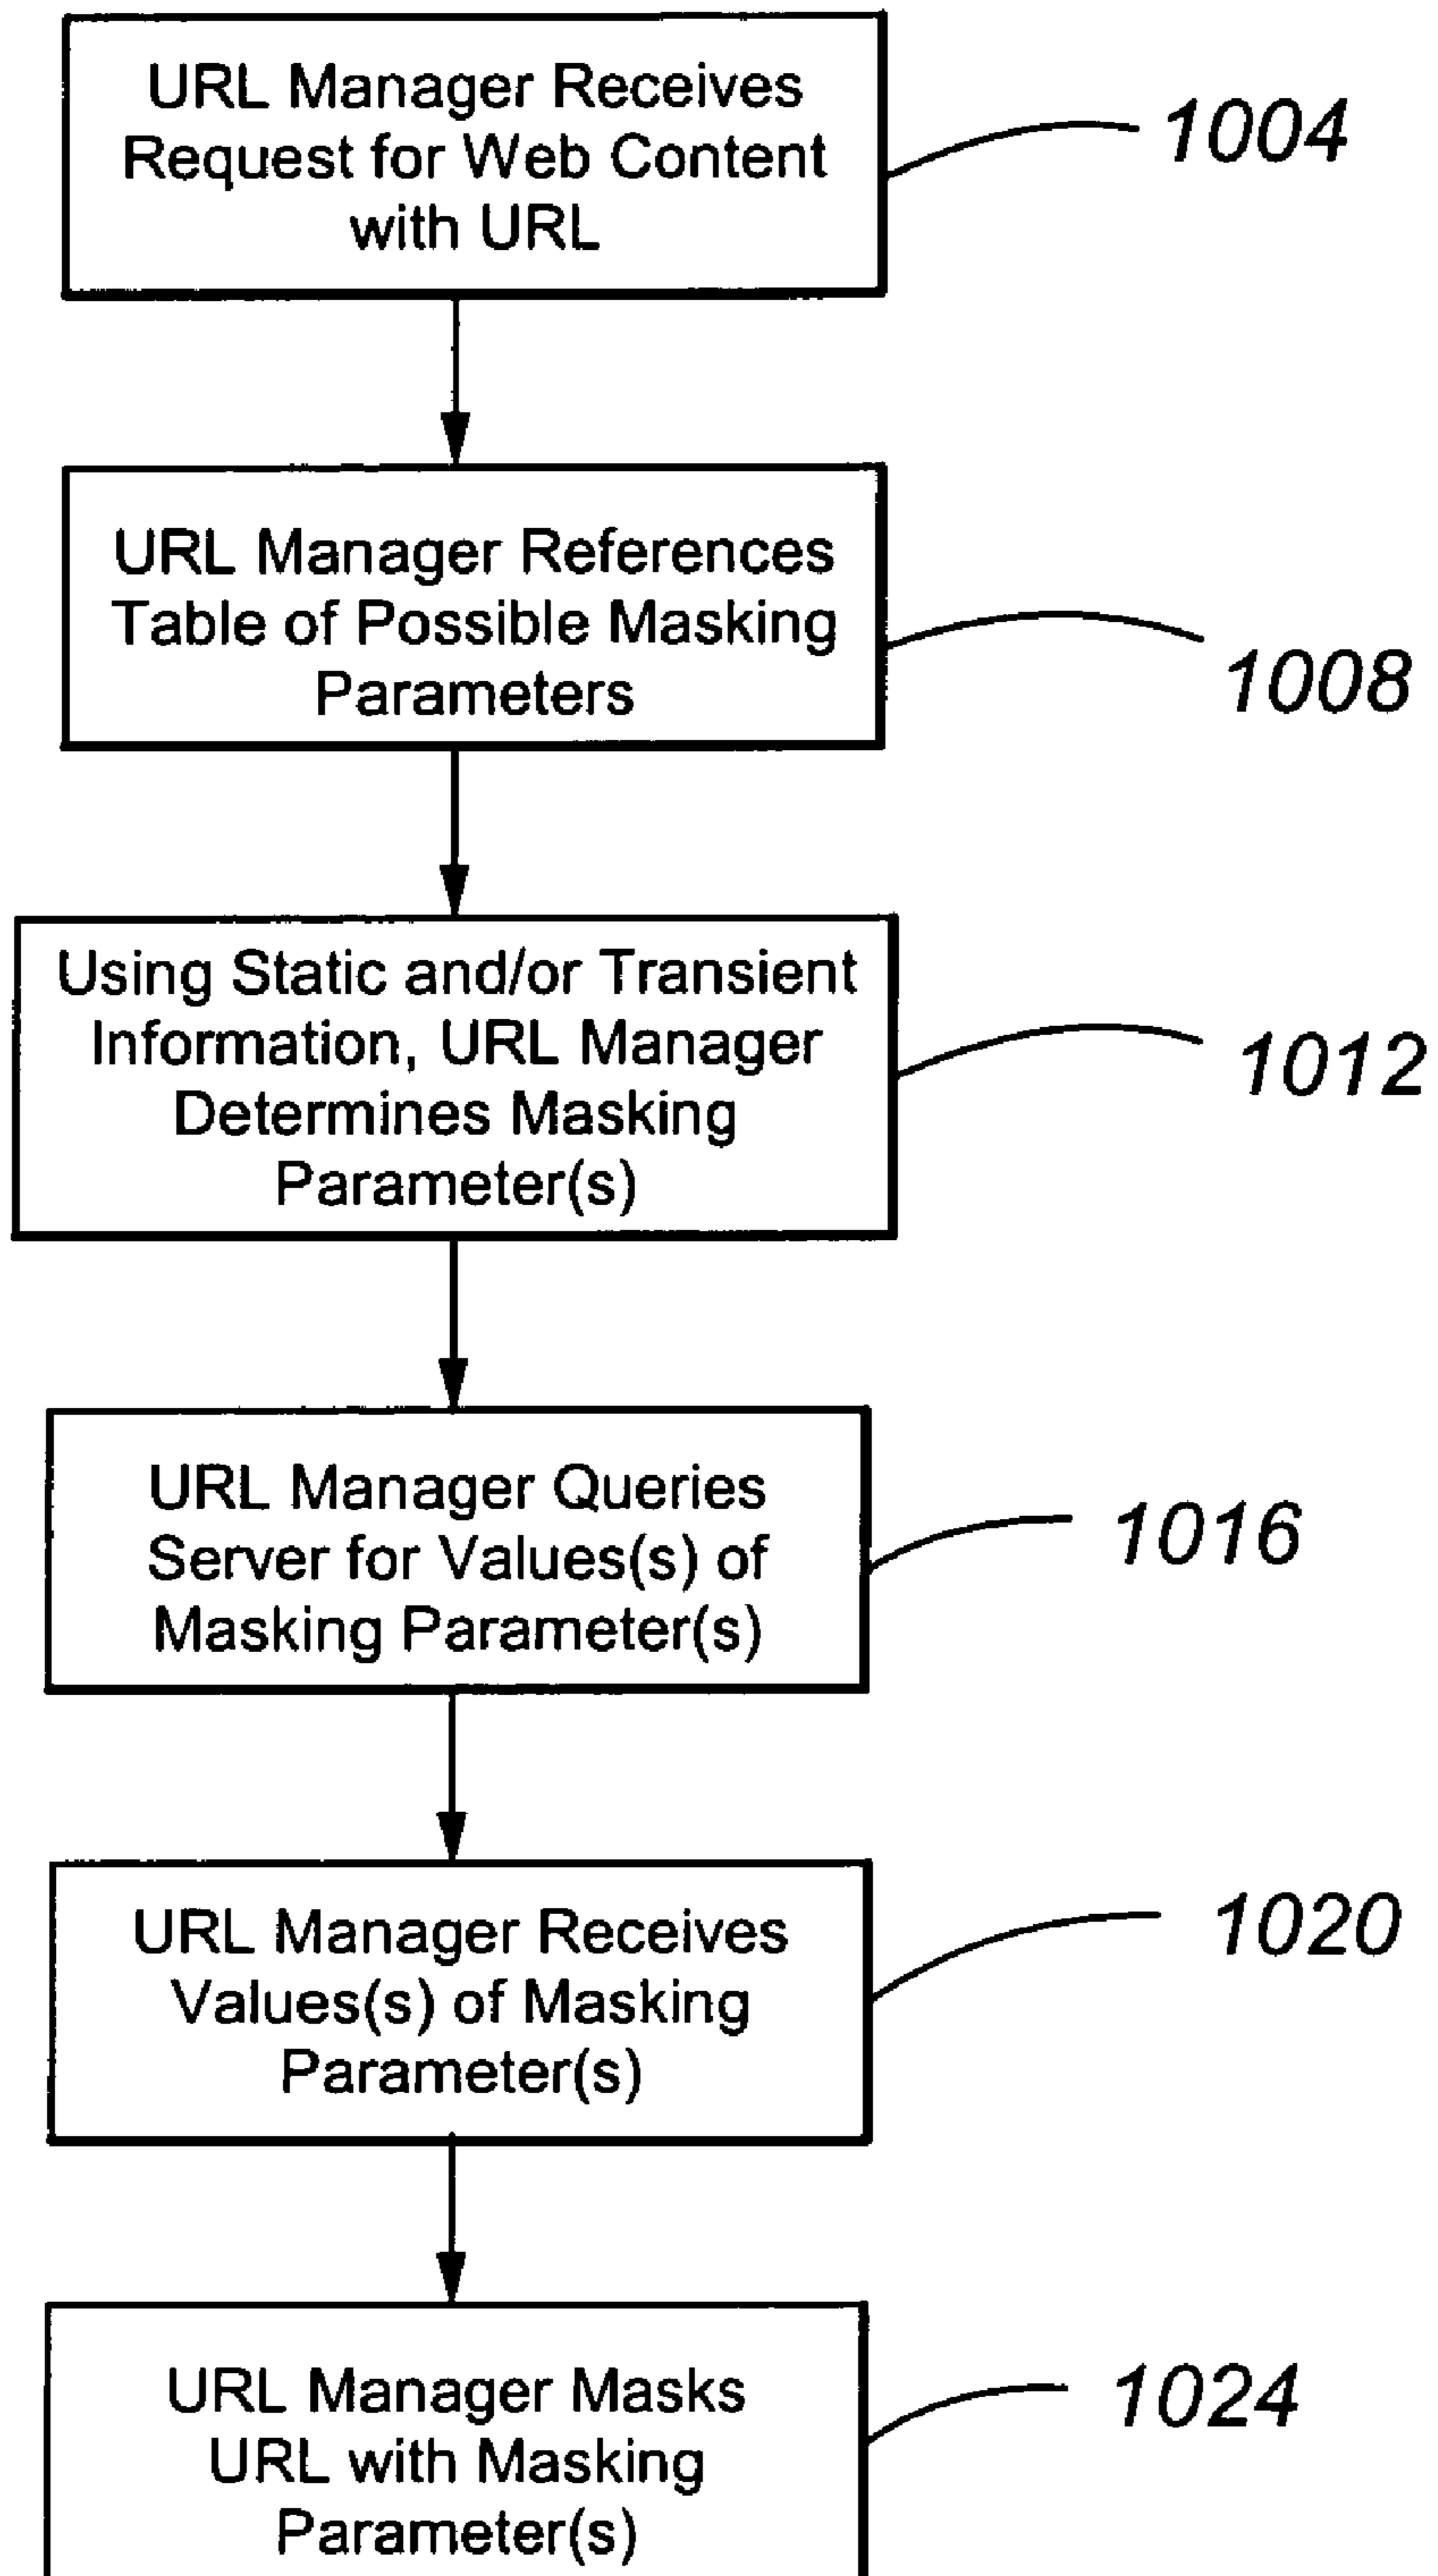 URL Manager Receives
Request for Web Content
with URL
1004
URL Manager References
Table of Possible Masking
Parameters
1008
Using Static and/or Transient
Information, URL Manager
Determines Masking
Parameter(s)
1012
URL Manager Queries
Server for Values(s) of
Masking Parameter(s)
1016
URL Manager Receives
Values(s) of Masking
Parameter(s)
1020
URL Manager Masks
URL with Masking
Parameter(s)
1024